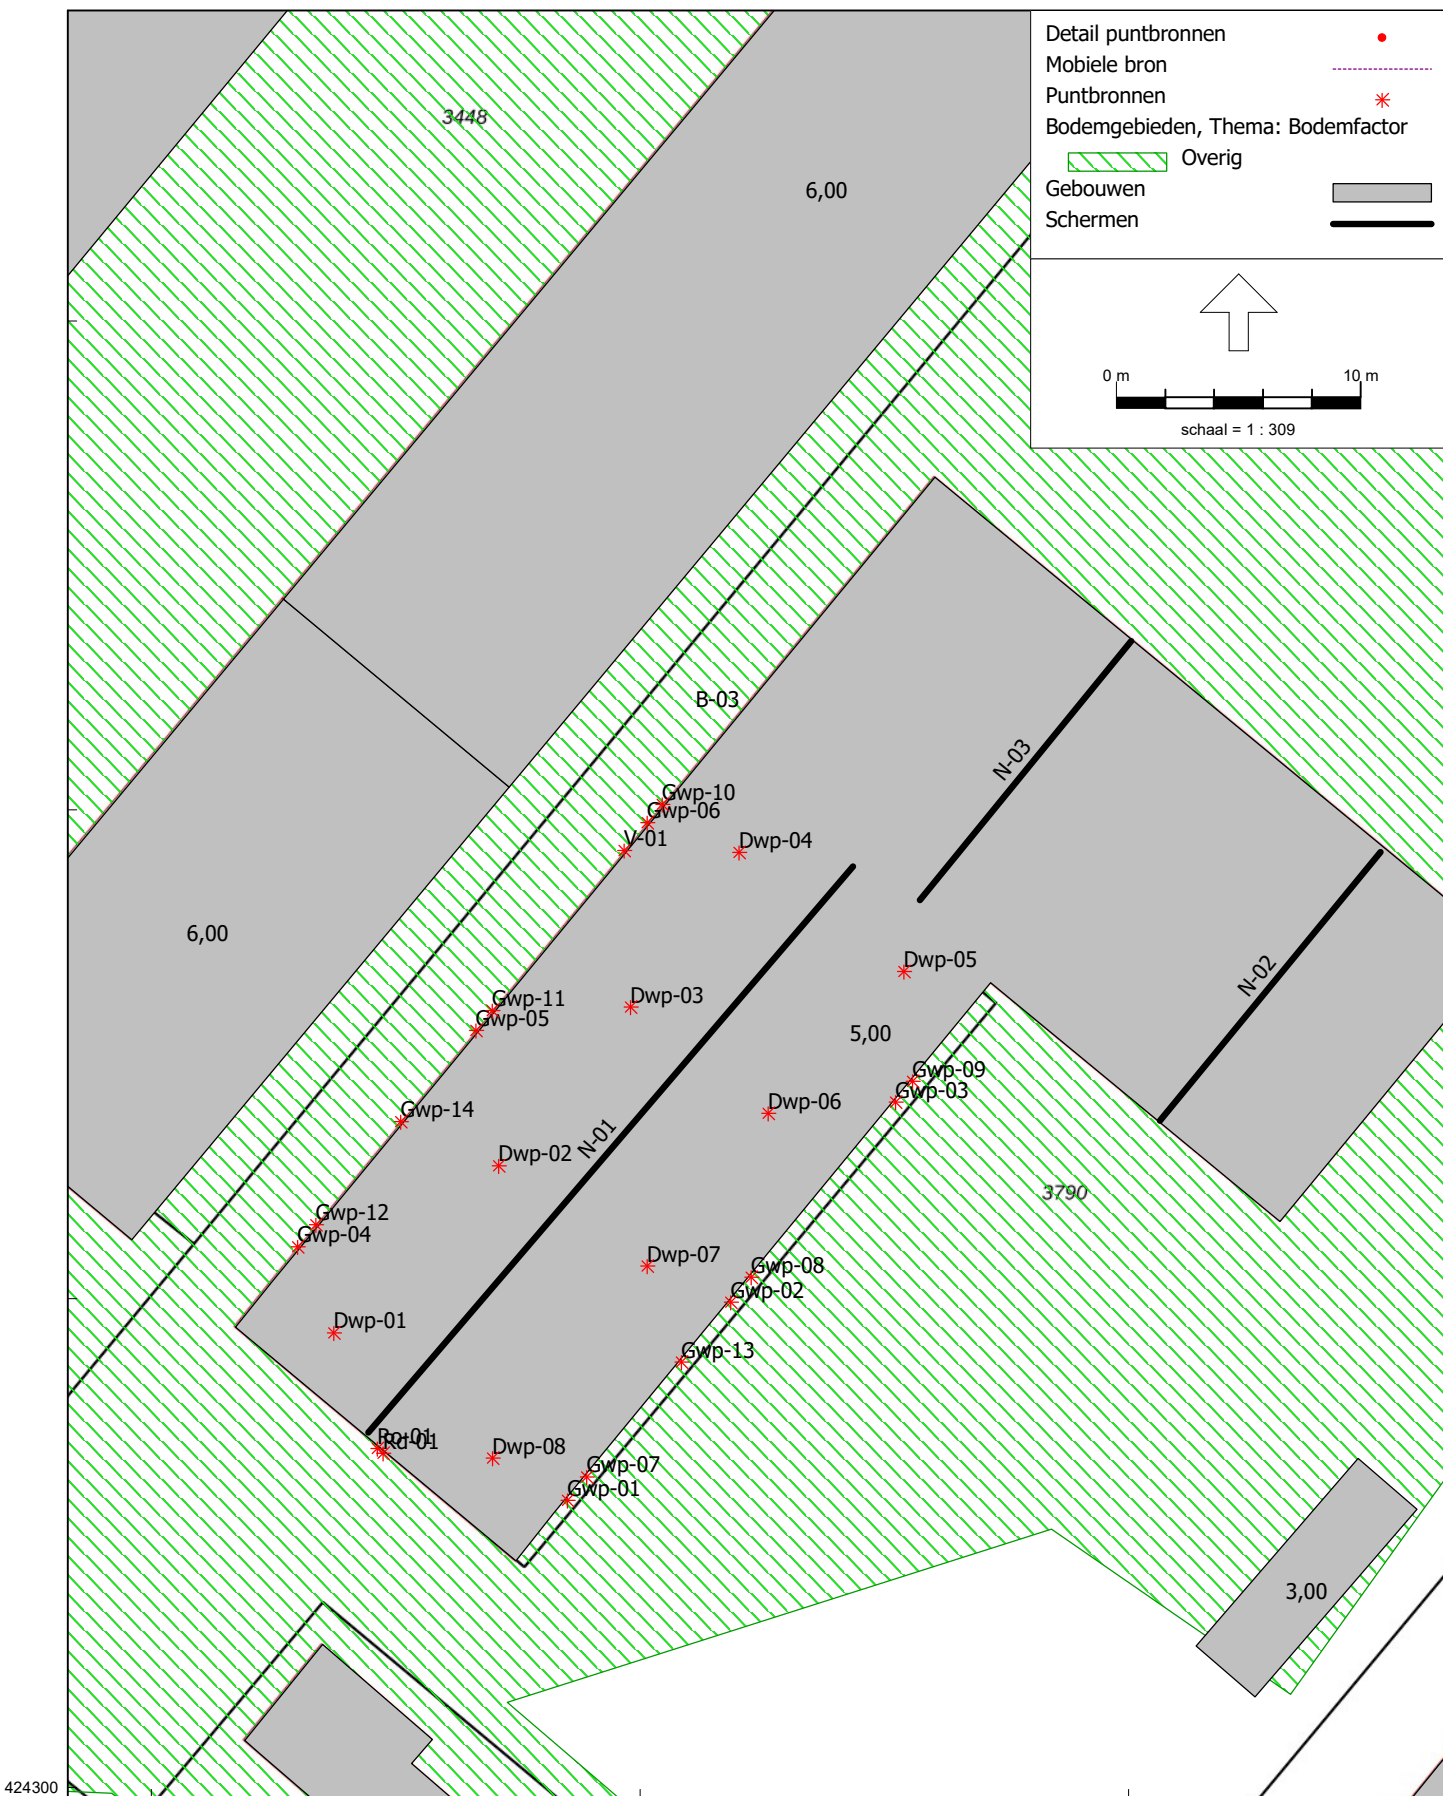 Detail puntbronnen
Mobiele bron
Puntbronnen
Bodemgebieden, Thema: Bodemfactor
Overig
Gebouwen
Schermen
0 m 10 m
schaal = 1 : 309
3448
6,00
B-03
N-03
Gwp-10
Gwp-06
V-01
Dwp-04
6,00
Dwp-05
N-02
Gwp-11
Gwp-05
Dwp-03
5,00
Gwp-09
Gwp-03
Gwp-14
Dwp-06
N-01
Dwp-02
3790
Gwp-12
Gwp-04
Dwp-07
Gwp-08
Gwp-02
Dwp-01
Gwp-13
Ro-01
Rd-01
Dwp-08
Gwp-07
Gwp-01
3,00
424300